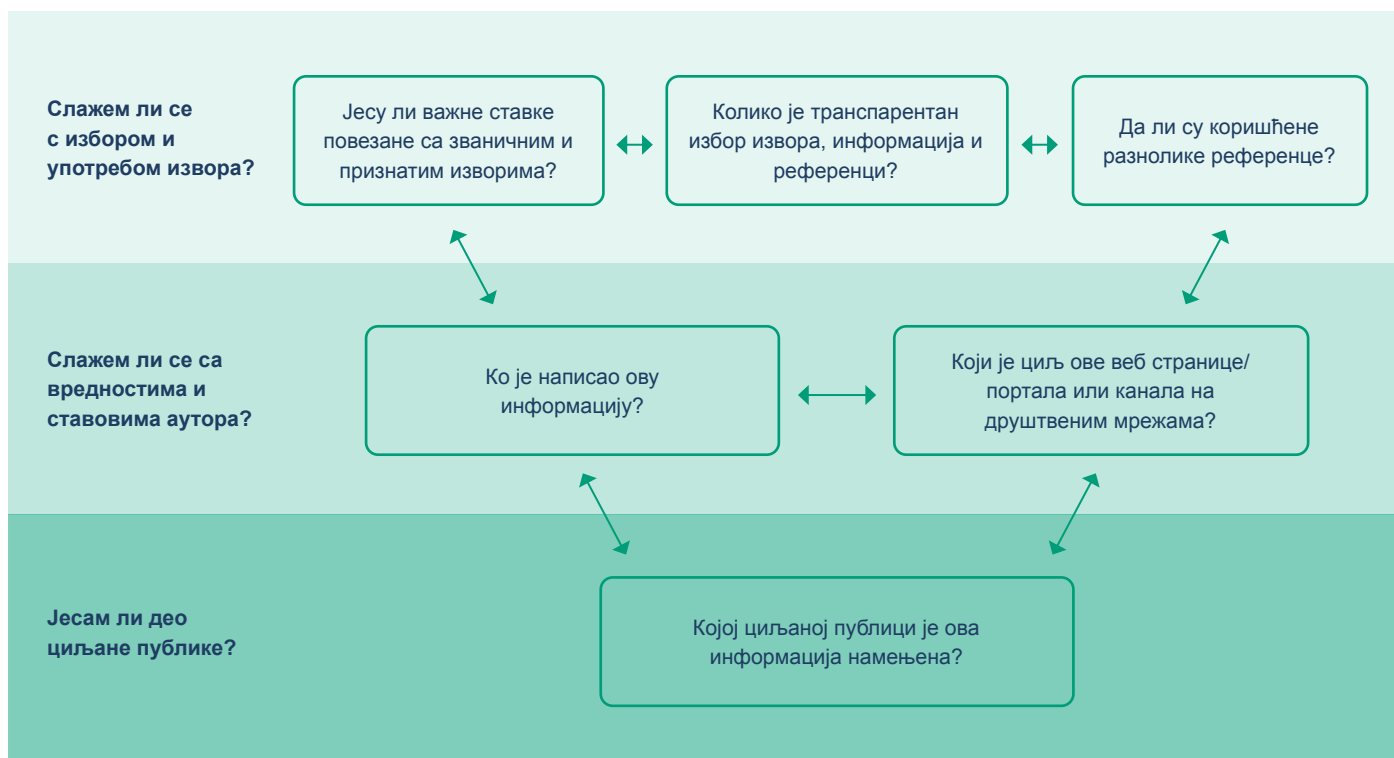 Слажем ли се
с избором и
употребом извора?
Јесу ли важне ставке
повезане са званичним и
признатим изворима?
Колико је транспарентан
избор извора, информација и
референци?
Да ли су коришћене
разнолике референце?
Слажем ли се са
вредностима и
ставовима аутора?
Ко је написао ову
информацију?
Који је циљ ове веб странице/
портала или канала на
друштвеним мрежама?
Јесам ли део
циљане публике?
Којој циљаној публици је ова
информација намењена?